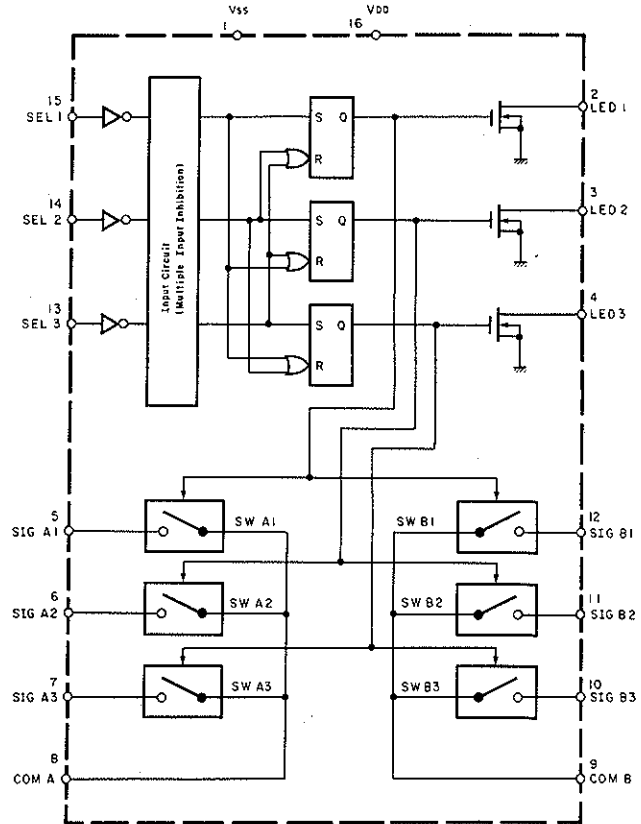 Vss
VDD
1
16
15
SEL 1
14
SEL 2
13
SEL 3
Input Circuit
(Multiple Input Inhibition)
S Q
R
S Q
R
S Q
R
2
LED 1
3
LED 2
4
LED 3
5
SIG A1
SW A1
SW B1
12
SIG B1
6
SIG A2
SW A2
SW B2
11
SIG B2
7
SIG A3
SW A3
SW B3
10
SIG B3
8
COM A
9
COM B